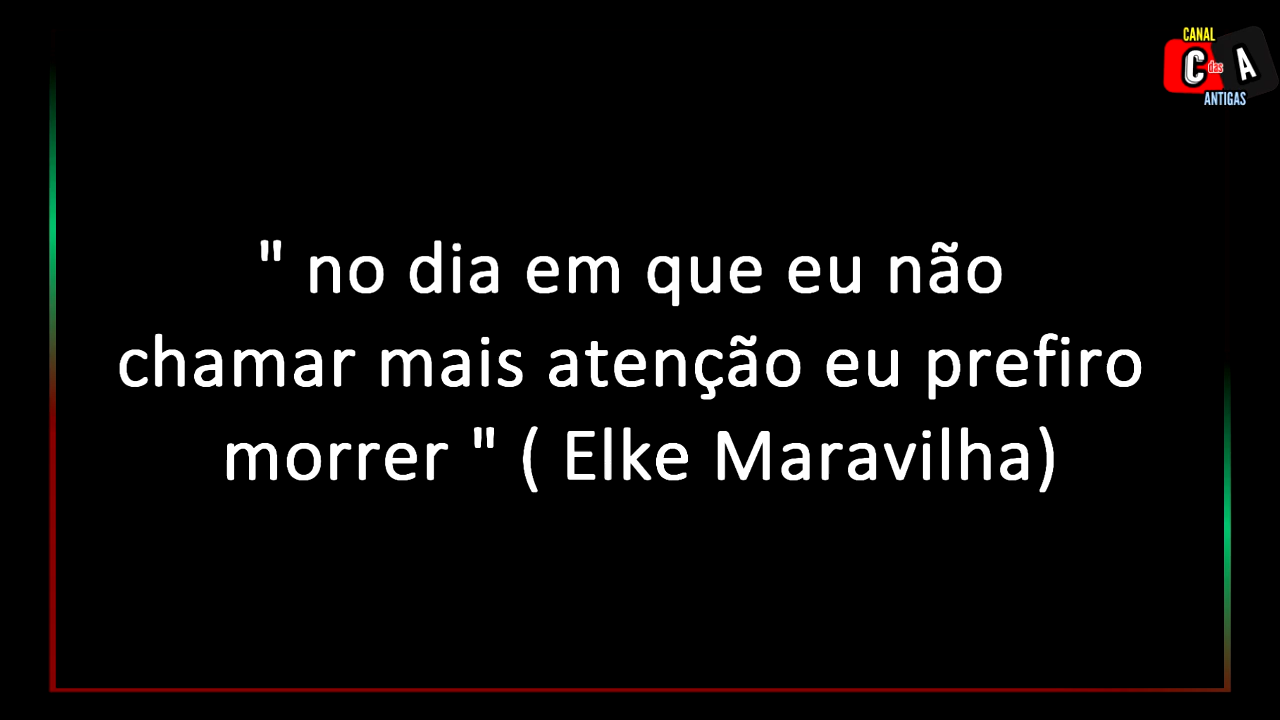 CANAL
C das A
ANTIGAS
" no dia em que eu não
chamar mais atenção eu prefiro
morrer " ( Elke Maravilha)